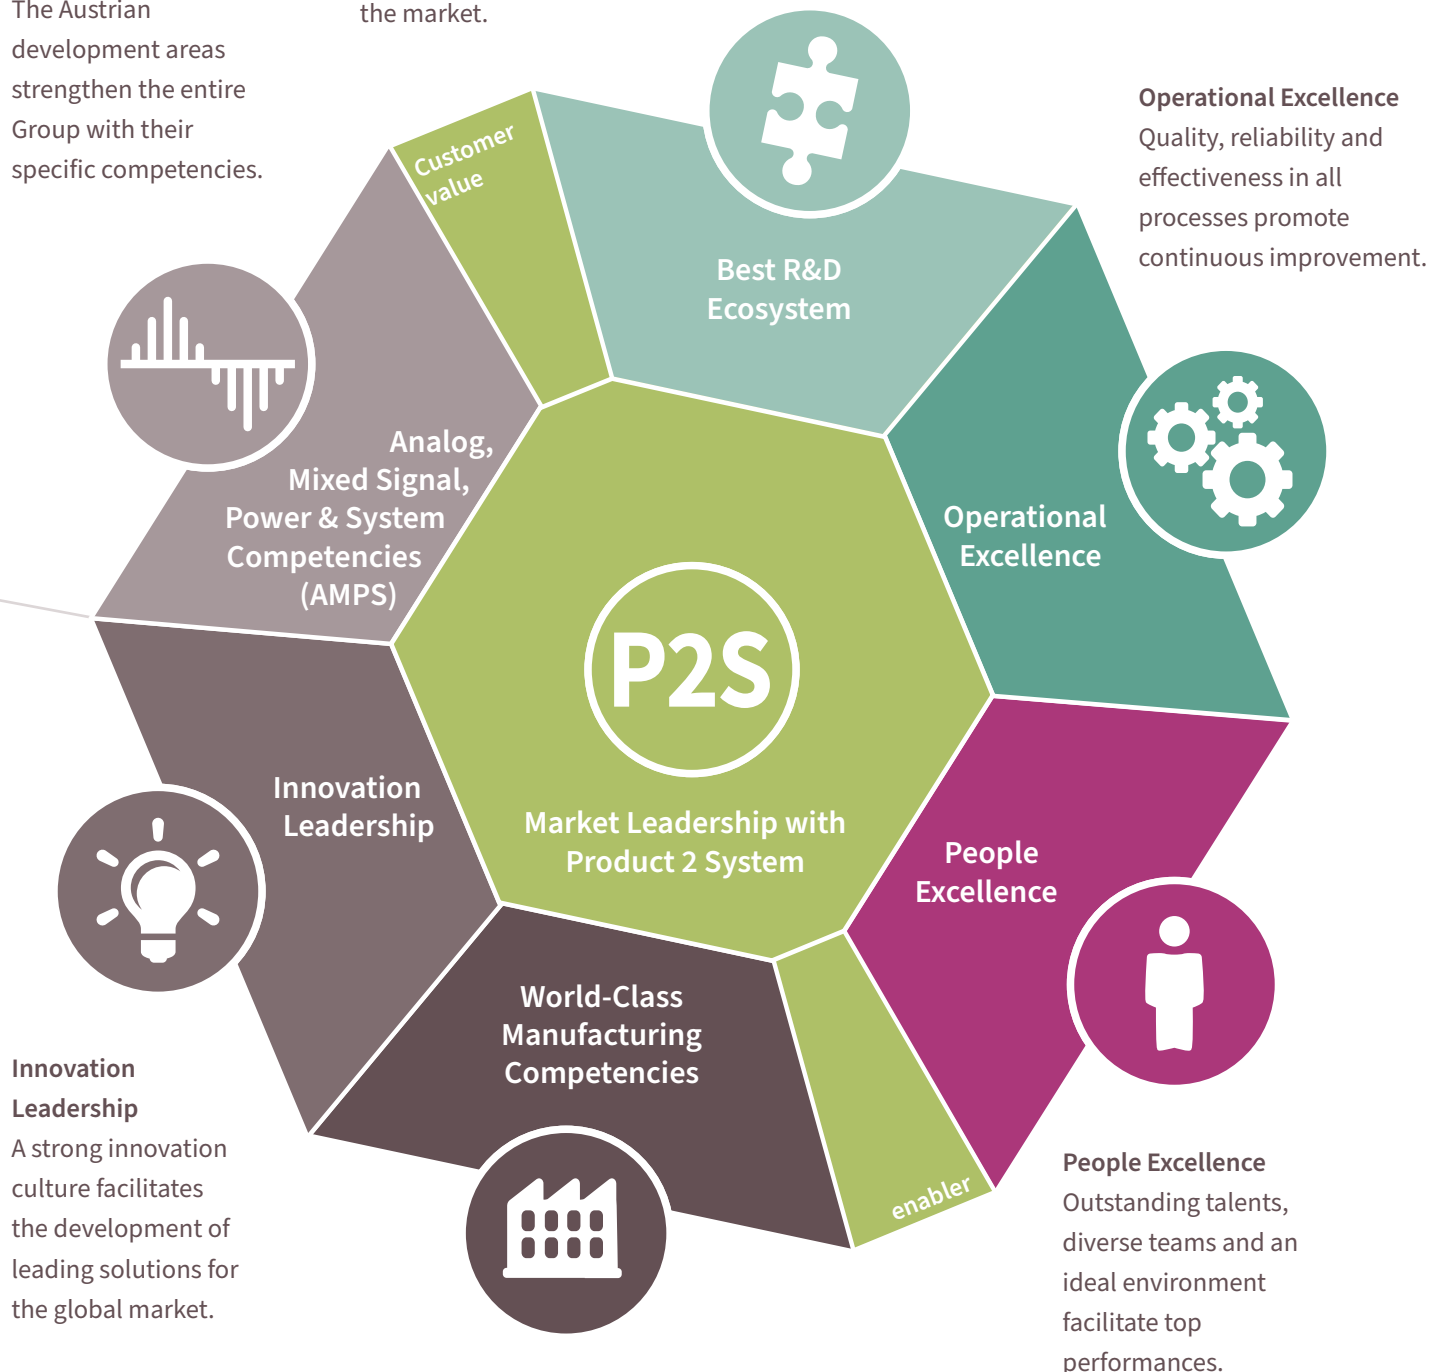 The Austrian
development areas
strengthen the entire
Group with their
specific competencies.
the market.
Customer
value
Best R&D
Ecosystem
Operational Excellence
Quality, reliability and
effectiveness in all
processes promote
continuous improvement.
Analog,
Mixed Signal,
Power & System
Competencies
(AMPS)
Operational
Excellence
P2S
Market Leadership with
Product 2 System
Innovation
Leadership
People
Excellence
World-Class
Manufacturing
Competencies
enabler
Innovation
Leadership
A strong innovation
culture facilitates
the development of
leading solutions for
the global market.
People Excellence
Outstanding talents,
diverse teams and an
ideal environment
facilitate top
performances.